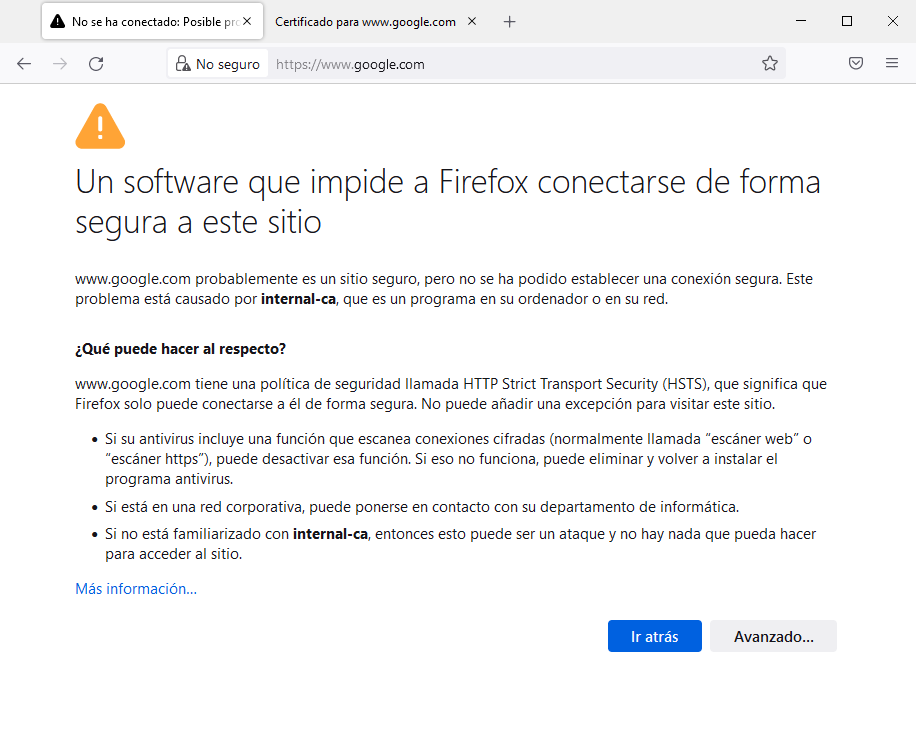 No se ha conectado: Posible pro
Certificado para www.google.com
No seguro
https://www.google.com
Un software que impide a Firefox conectarse de forma
segura a este sitio
www.google.com probablemente es un sitio seguro, pero no se ha podido establecer una conexión segura. Este
problema está causado por internal-ca, que es un programa en su ordenador o en su red.
¿Qué puede hacer al respecto?
www.google.com tiene una política de seguridad llamada HTTP Strict Transport Security (HSTS), que significa que
Firefox solo puede conectarse a él de forma segura. No puede añadir una excepción para visitar este sitio.
• Si su antivirus incluye una función que escanea conexiones cifradas (normalmente llamada “escáner web” o
“escáner https”), puede desactivar esa función. Si eso no funciona, puede eliminar y volver a instalar el
programa antivirus.
• Si está en una red corporativa, puede ponerse en contacto con su departamento de informática.
• Si no está familiarizado con internal-ca, entonces esto puede ser un ataque y no hay nada que pueda hacer
para acceder al sitio.
Más información...
Ir atrás
Avanzado...